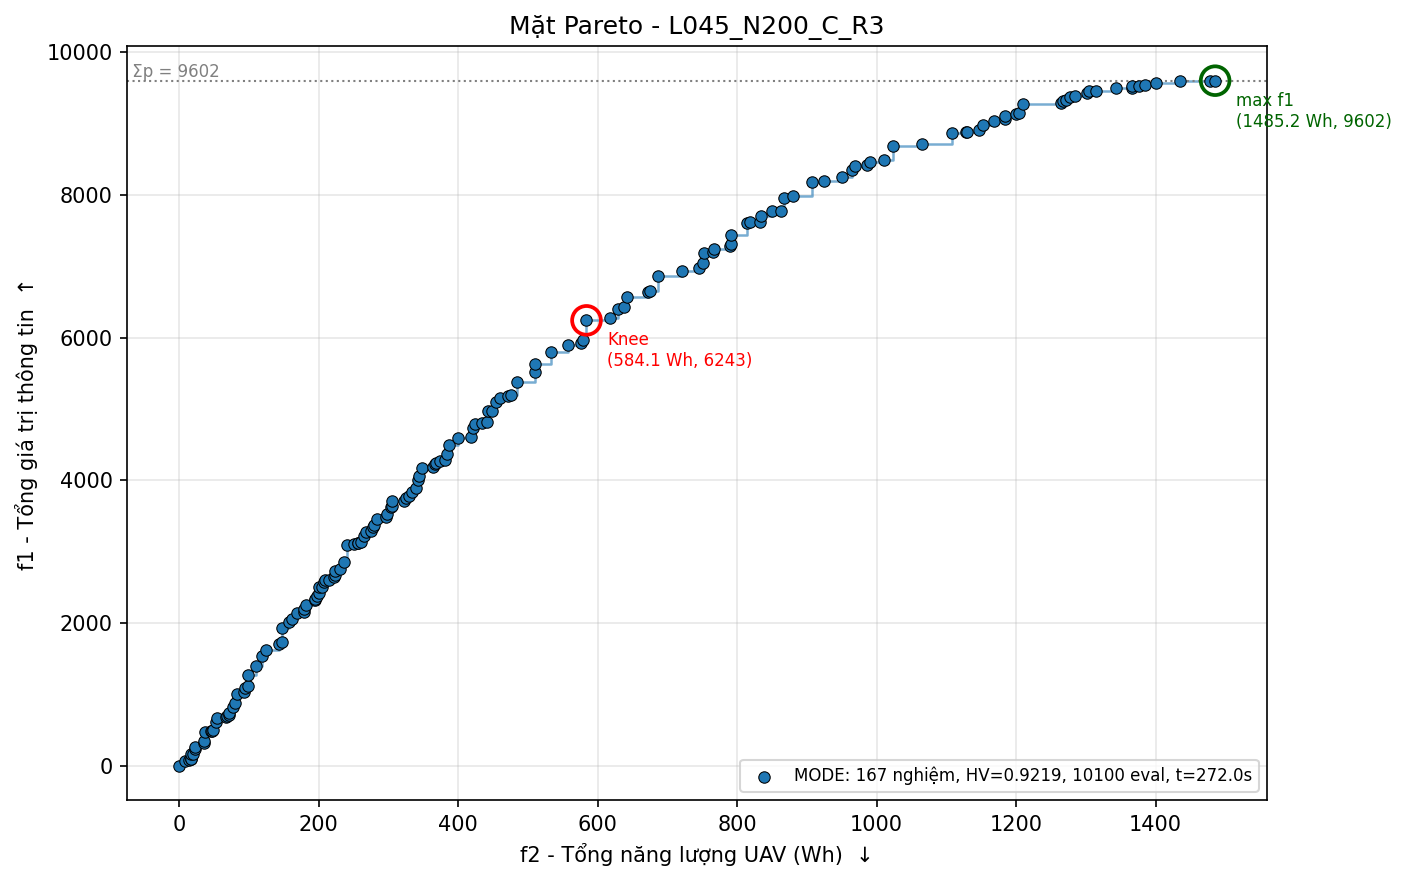 Mặt Pareto - L045_N200_C_R3
f1 - Tổng giá trị thông tin ↑
10000
8000
6000
4000
2000
0
Σp = 9602
max f1
(1485.2 Wh, 9602)
Knee
(584.1 Wh, 6243)
MODE: 167 nghiệm, HV=0.9219, 10100 eval, t=272.0s
0
200
400
600
800
1000
1200
1400
f2 - Tổng năng lượng UAV (Wh) ↓